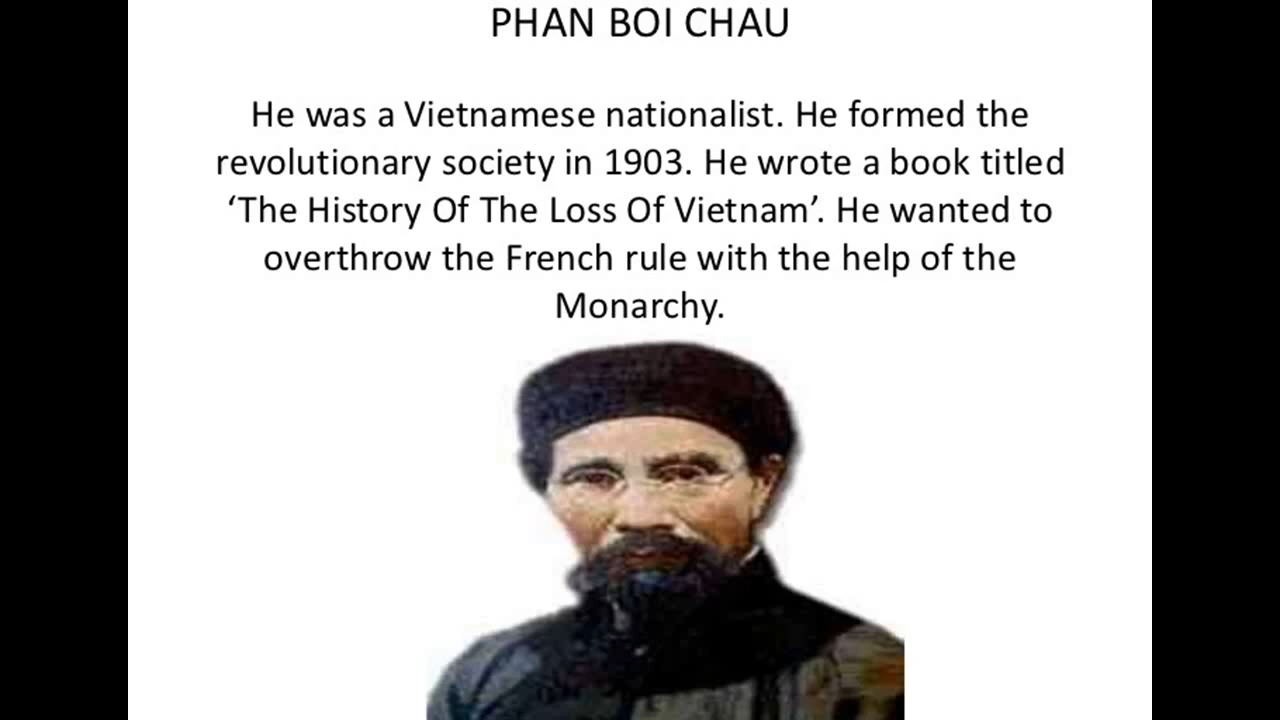 PHAN BOI CHAU
He was a Vietnamese nationalist. He formed the
revolutionary society in 1903. He wrote a book titled
‘The History Of The Loss Of Vietnam’. He wanted to
overthrow the French rule with the help of the
Monarchy.